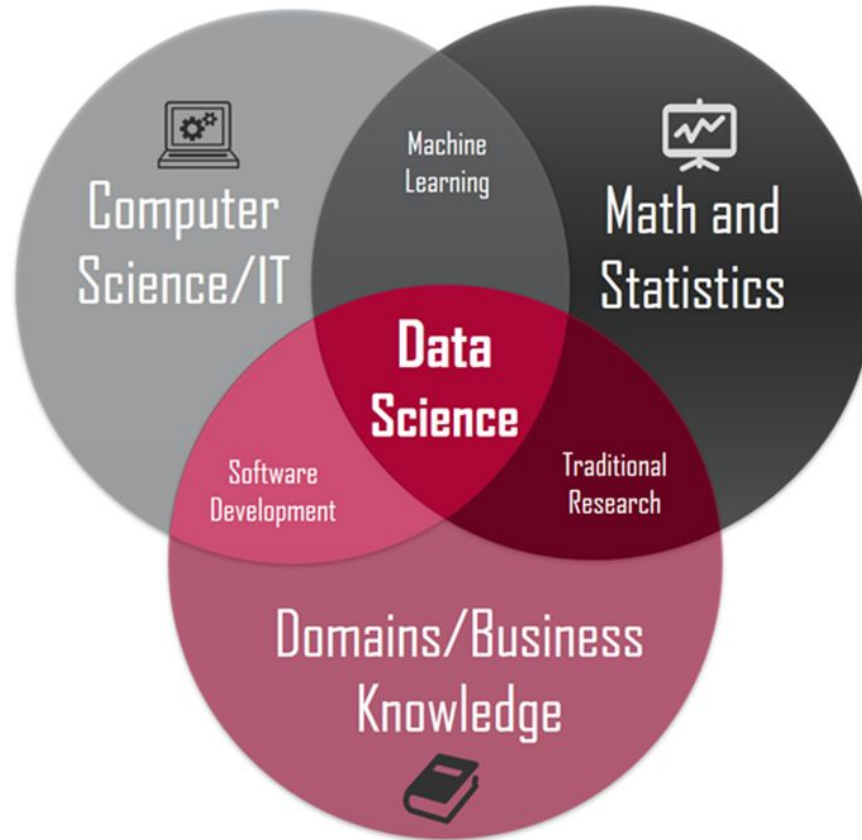 Machine
Learning
Computer
Science/IT
Math and
Statistics
Data
Science
Software
Development
Traditional
Research
Domains/Business
Knowledge